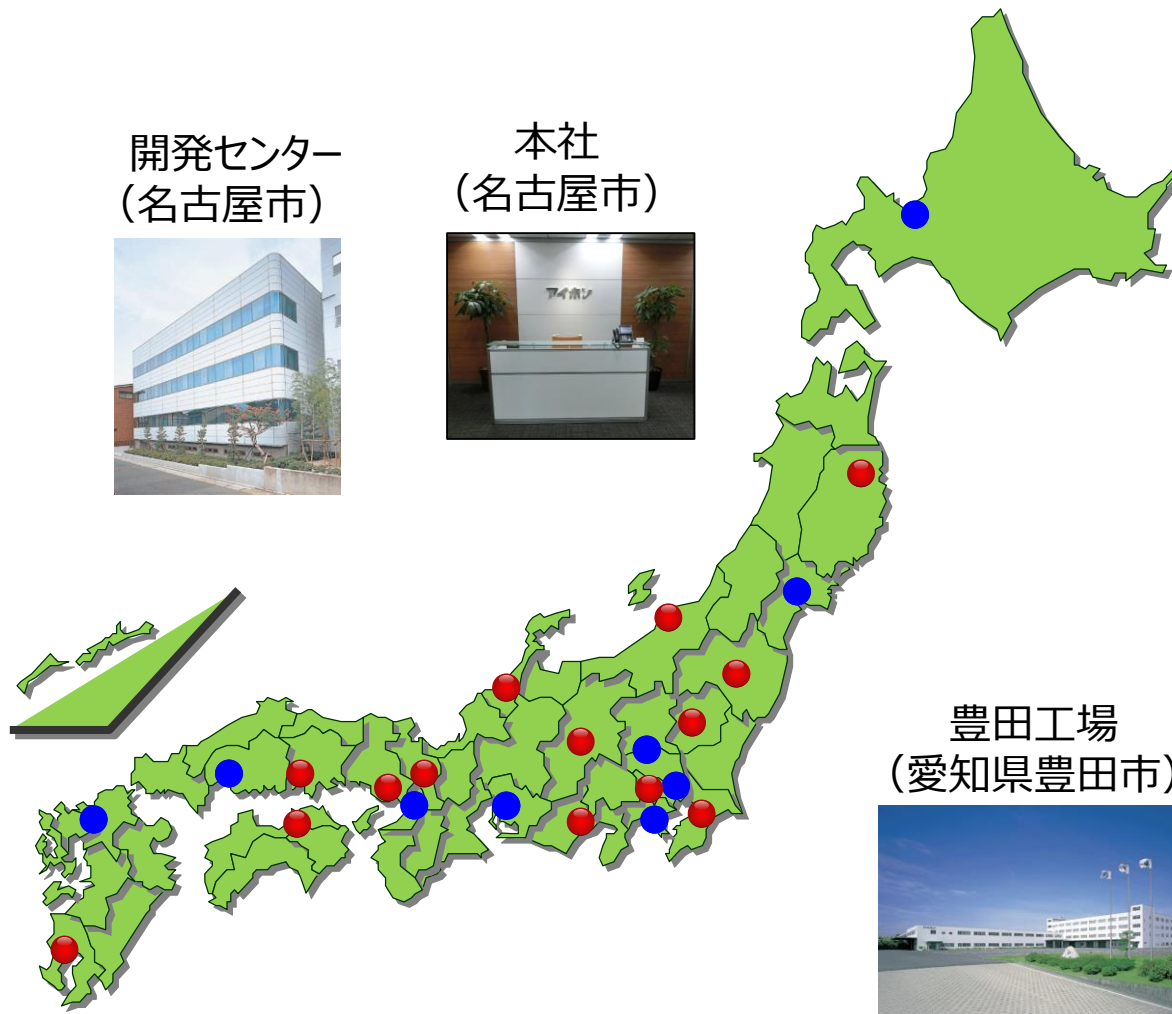 開発センター
（名古屋市）
本社
（名古屋市）
アイホン
豊田工場
（愛知県豊田市）